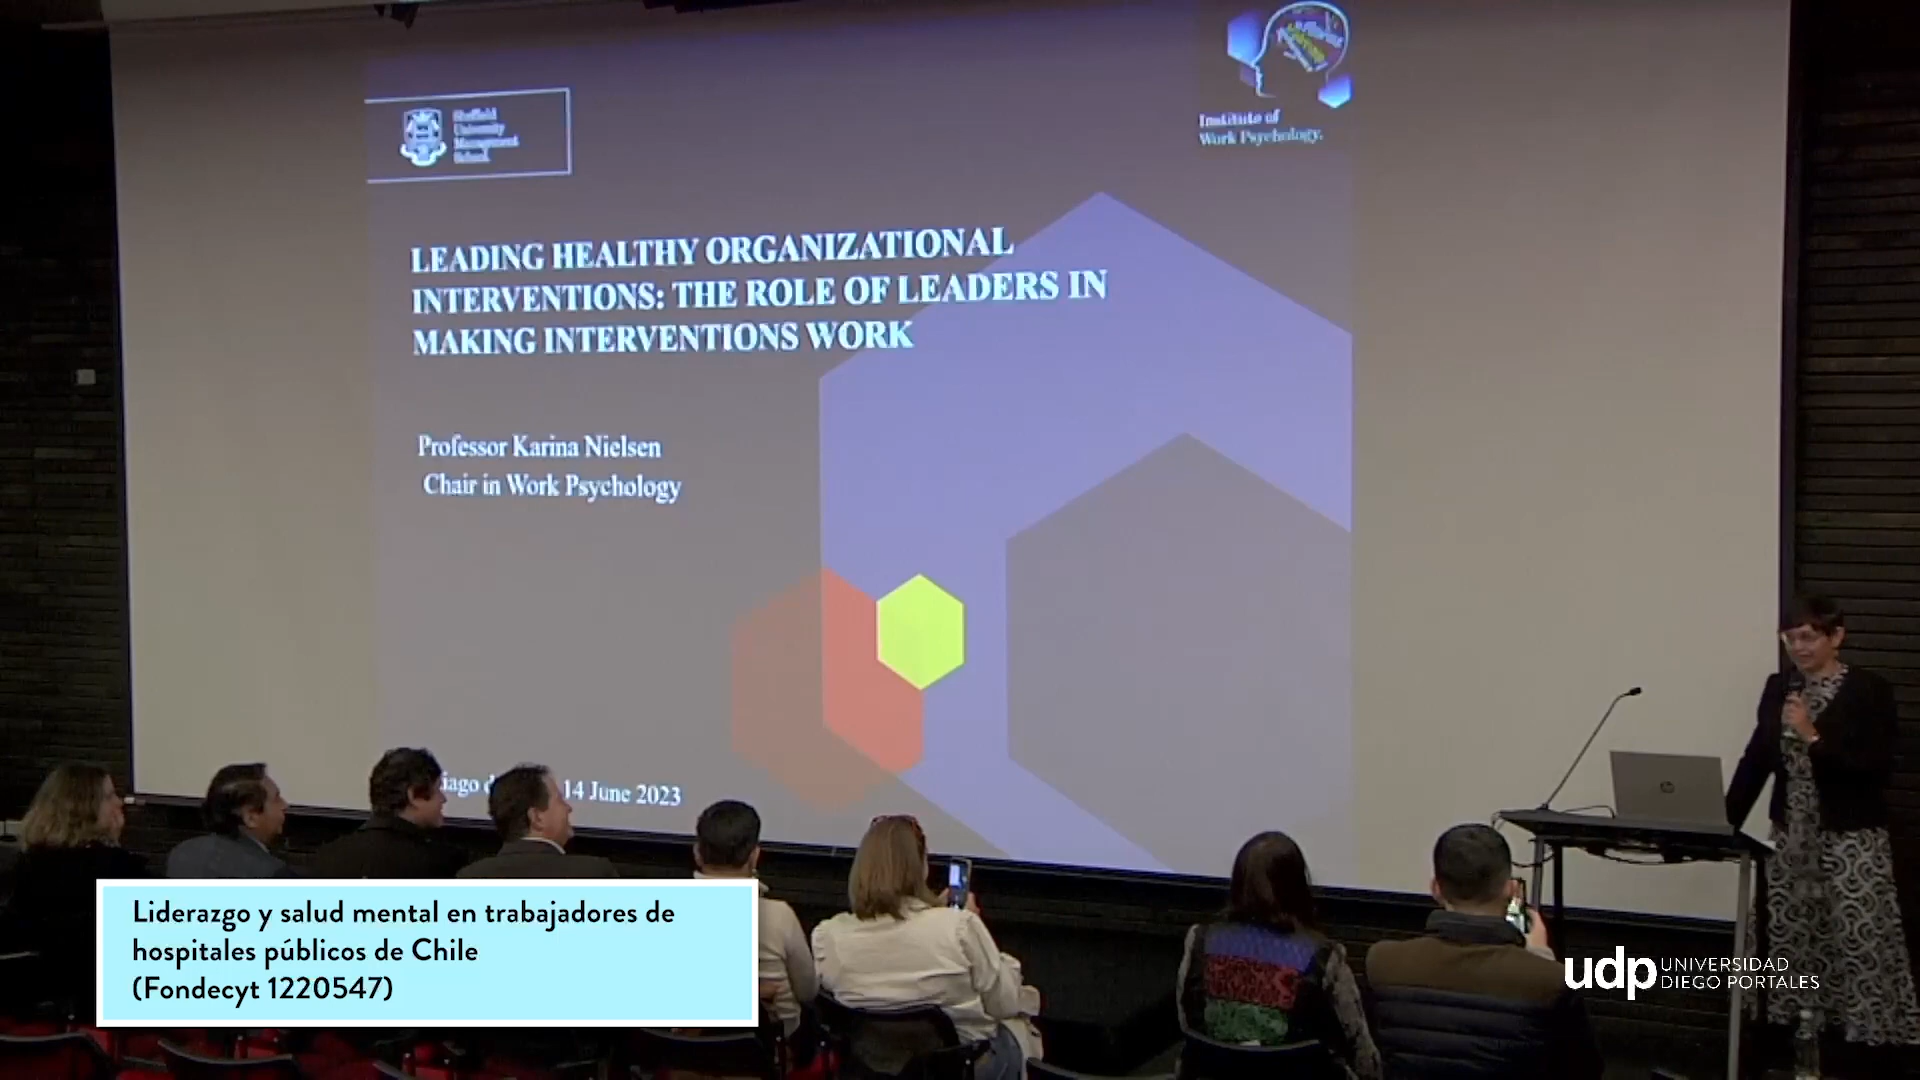 Sheffield
University
Management
School
Institute of
Work Psychology.
LEADING HEALTHY ORGANIZATIONAL
INTERVENTIONS: THE ROLE OF LEADERS IN
MAKING INTERVENTIONS WORK
Professor Karina Nielsen
Chair in Work Psychology
14 June 2023
Liderazgo y salud mental en trabajadores de
hospitales públicos de Chile
(Fondecyt 1220547)
udp UNIVERSIDAD
DIEGO PORTALES